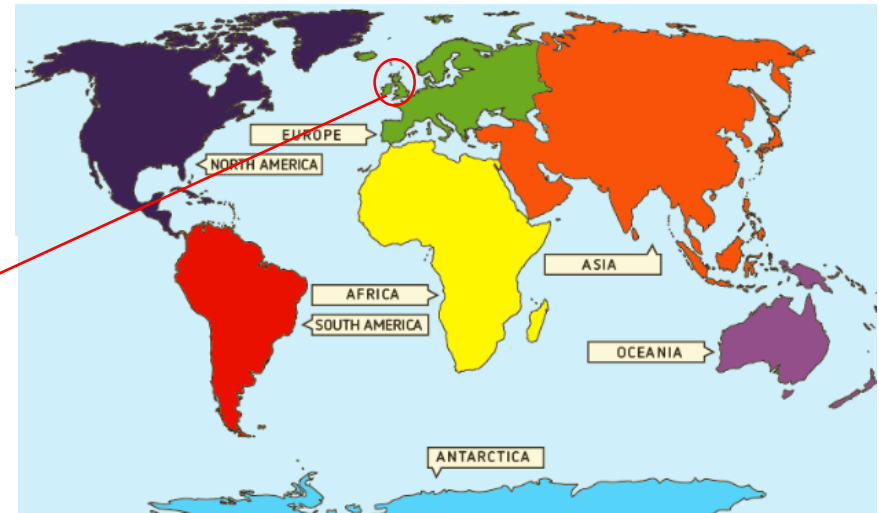 EUROPE
NORTH AMERICA
ASIA
AFRICA
SOUTH AMERICA
OCEANIA
ANTARCTICA